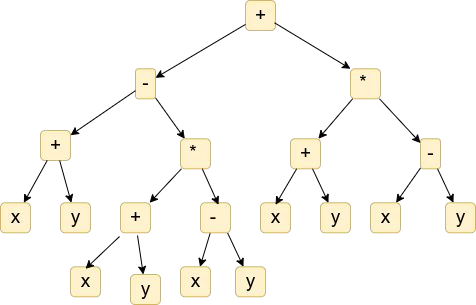 +
- *
+ * + -
x y + - x y x y
x y x y